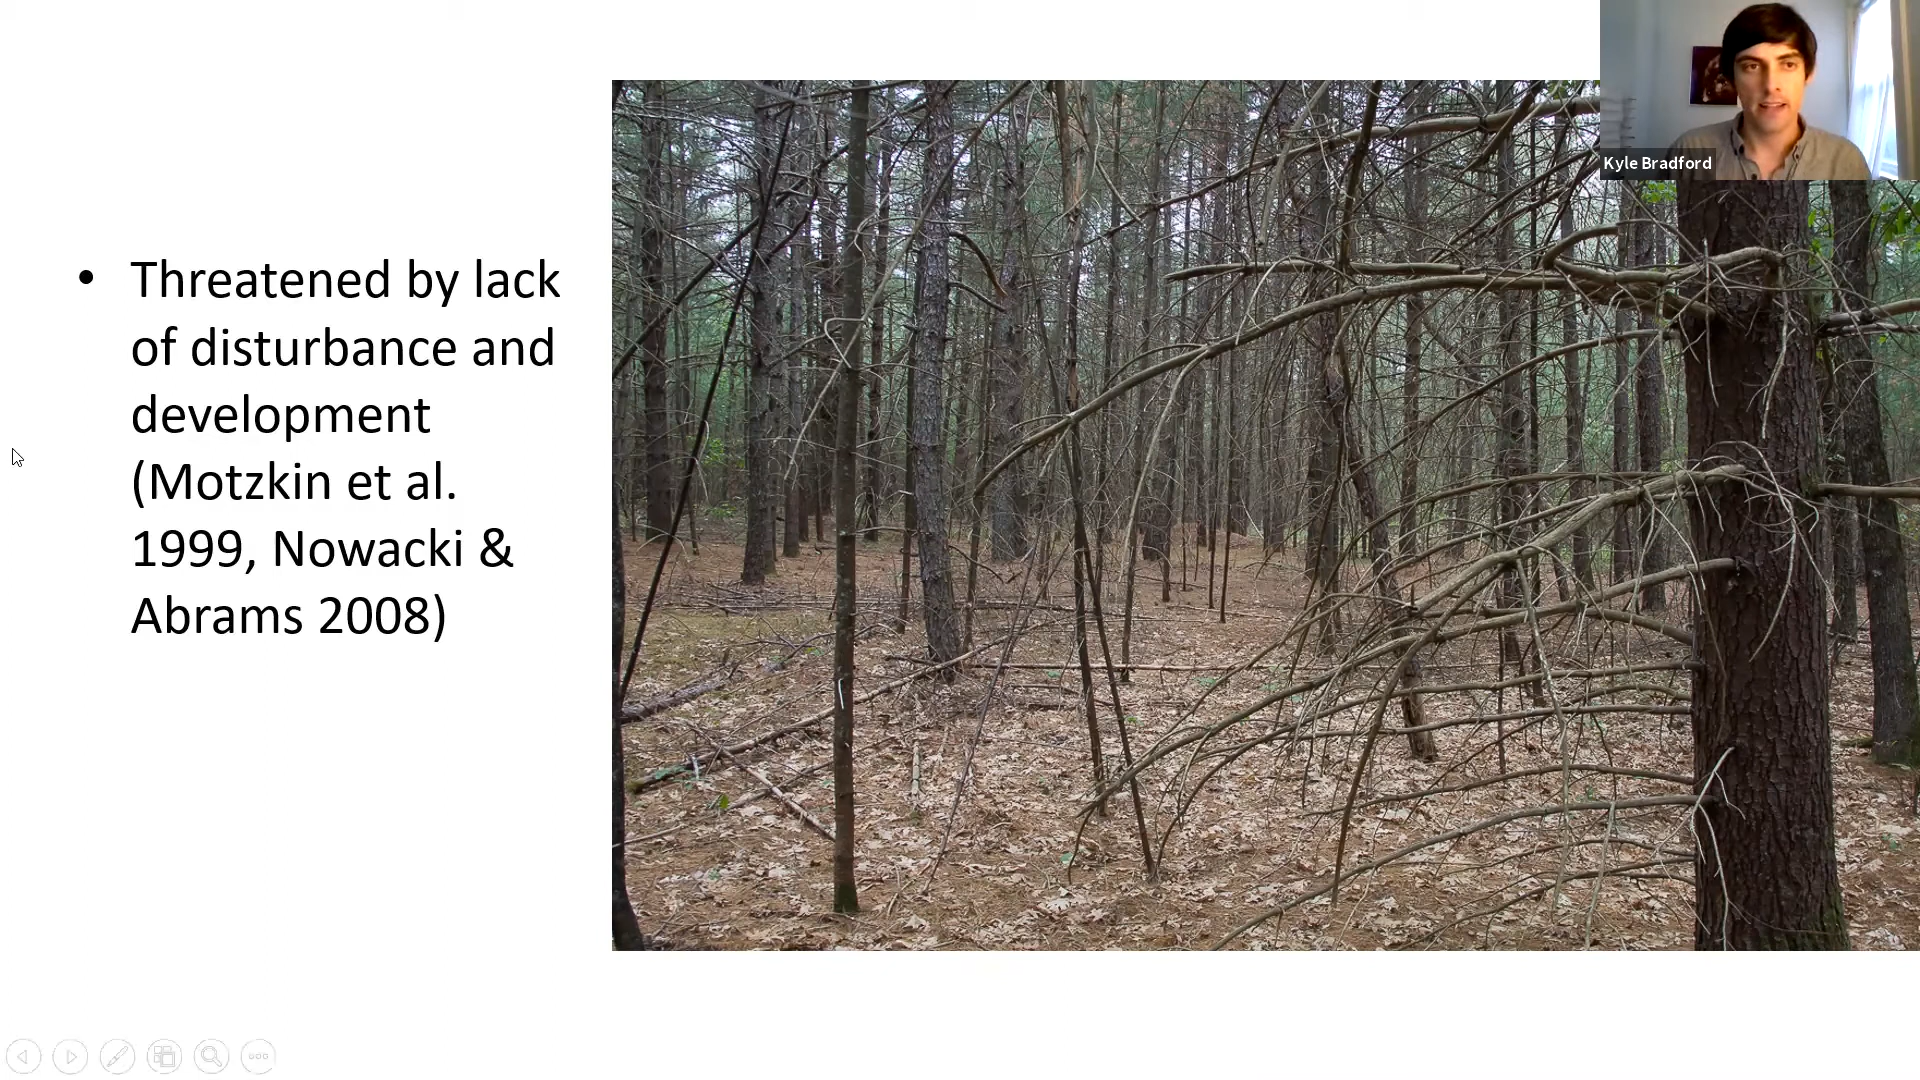 Kyle Bradford
• Threatened by lack
of disturbance and
development
(Motzkin et al.
1999, Nowacki &
Abrams 2008)